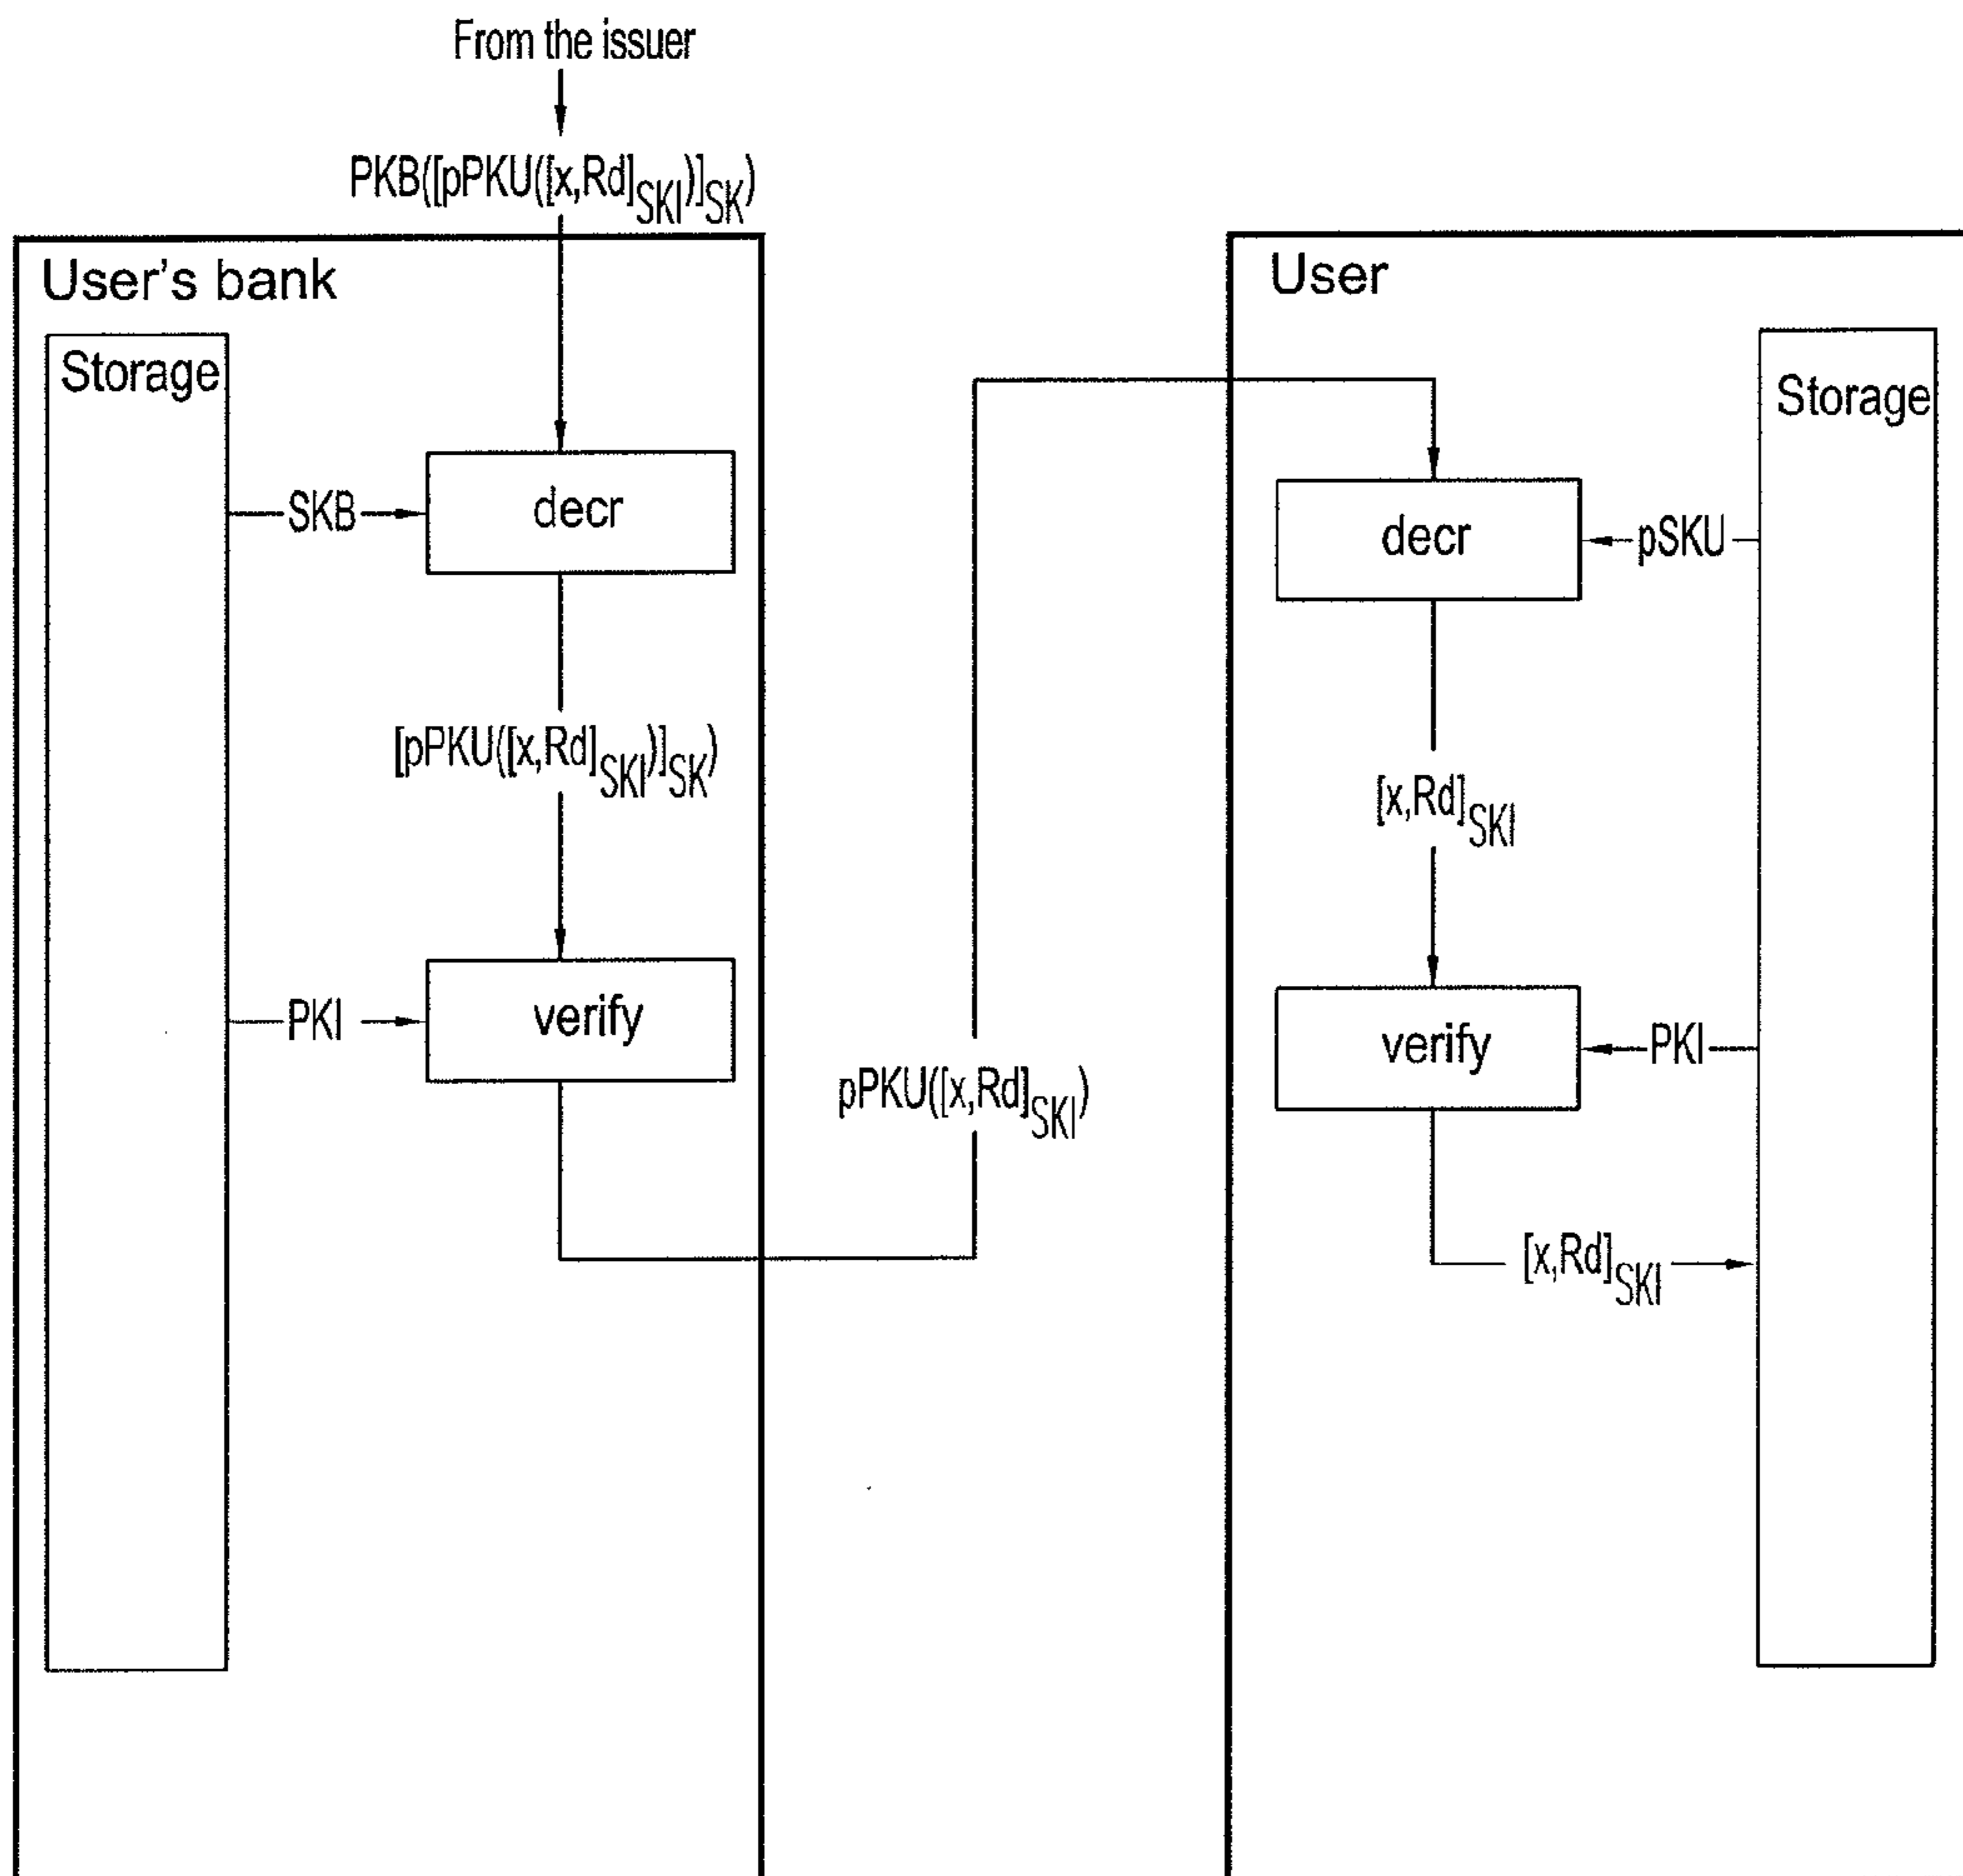 From the issuer
PKB([pPKU([x,Rd]SKI)]SK)
User's bank
Storage
SKB
decr
[pPKU([x,Rd]SKI)]SK)
PKI
verify
pPKU([x,Rd]SKI)
User
Storage
decr
pSKU
[x,Rd]SKI
verify
PKI
[x,Rd]SKI